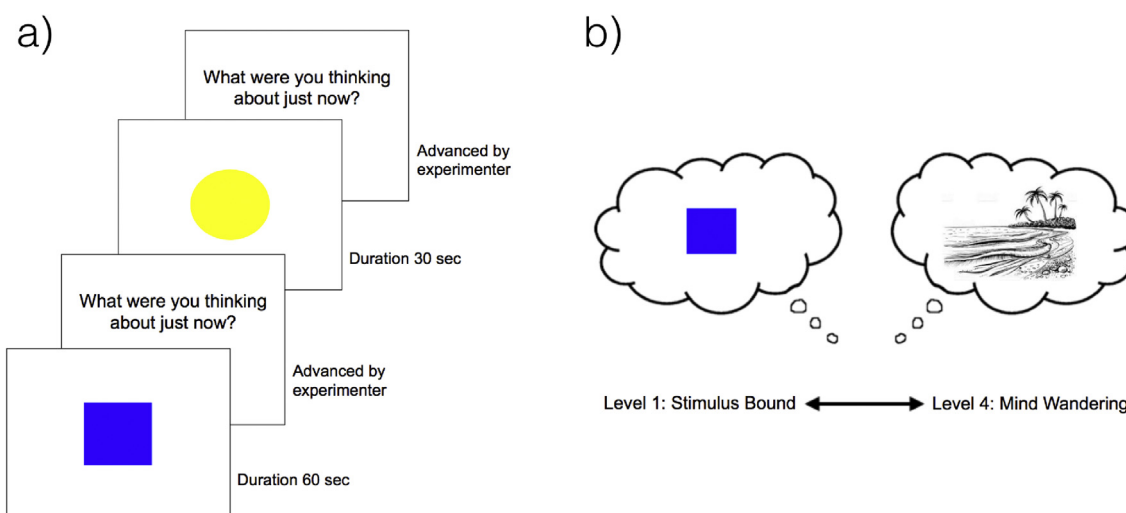 a)
What were you thinking
about just now?
Advanced by
experimenter
Duration 30 sec
What were you thinking
about just now?
Advanced by
experimenter
Duration 60 sec
b)
Level 1: Stimulus Bound
Level 4: Mind Wandering